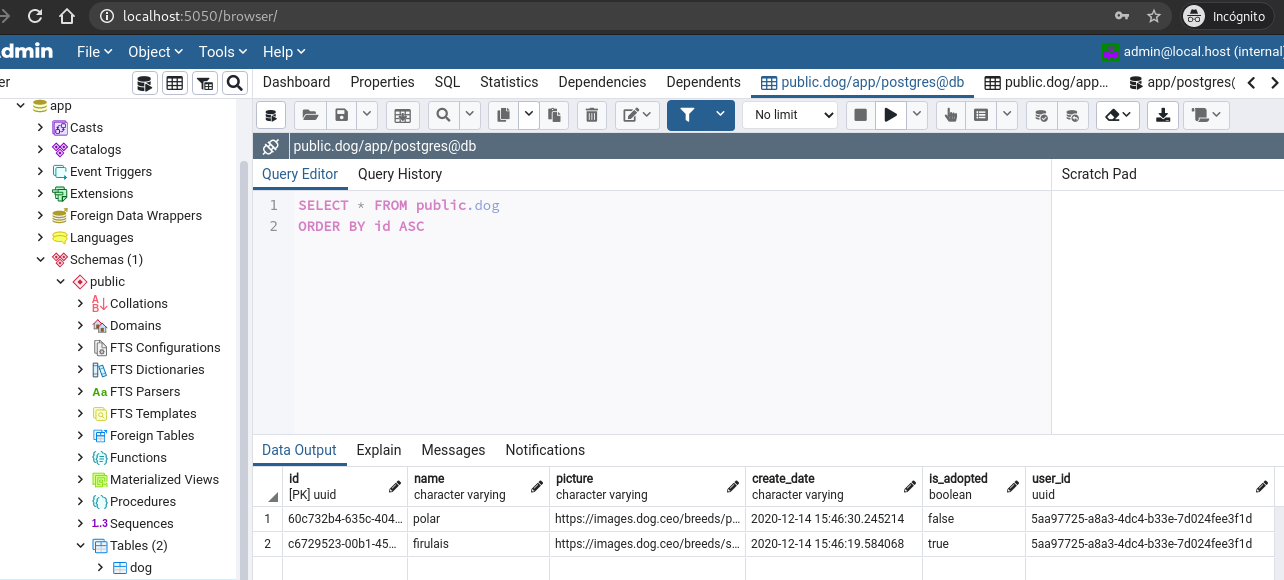 localhost:5050/browser/
Incógnito
dmin File Object Tools Help admin@local.host (internal)
er
Dashboard Properties SQL Statistics Dependencies Dependents public.dog/app/postgres@db public.dog/app... app/postgres(
No limit
public.dog/app/postgres@db
Query Editor Query History Scratch Pad
1 SELECT * FROM public.dog
2 ORDER BY id ASC
app
Casts
Catalogs
Event Triggers
Extensions
Foreign Data Wrappers
Languages
Schemas (1)
public
Collations
Domains
FTS Configurations
FTS Dictionaries
Aa FTS Parsers
FTS Templates
Foreign Tables
Functions
Materialized Views
Procedures
1.3 Sequences
Tables (2)
dog
Data Output Explain Messages Notifications
id name picture create_date is_adopted user_id
[PK] uuid character varying character varying character varying boolean uuid
1 60c732b4-635c-404... polar https://images.dog.ceo/breeds/p... 2020-12-14 15:46:30.245214 false 5aa97725-a8a3-4dc4-b33e-7d024fee3f1d
2 c6729523-00b1-45... firulais https://images.dog.ceo/breeds/s... 2020-12-14 15:46:19.584068 true 5aa97725-a8a3-4dc4-b33e-7d024fee3f1d